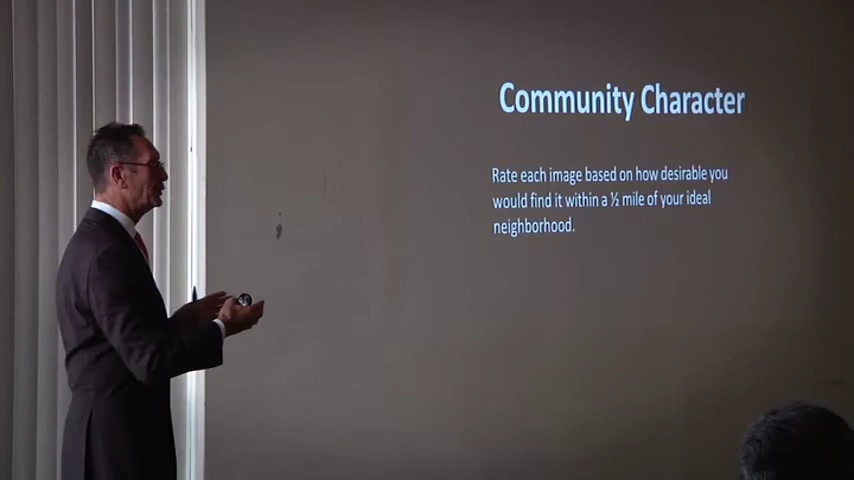 Community Character
Rate each image based on how desirable you
would find it within a ½ mile of your ideal
neighborhood.